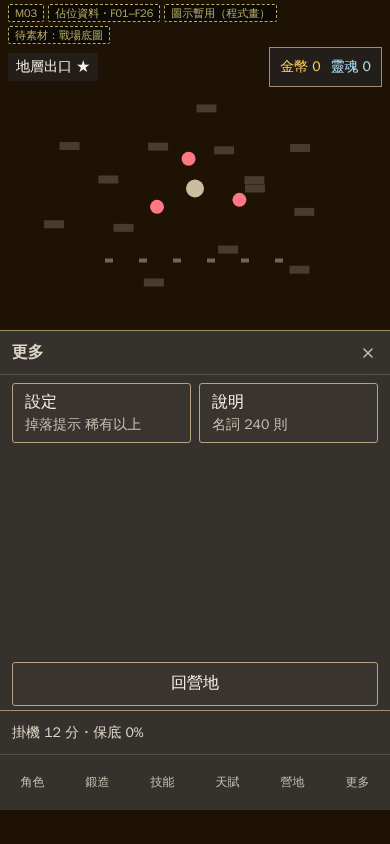 M03 佔位資料・F01–F26 圖示暫用（程式畫）
待素材：戰場底圖
地層出口 ★ 金幣 0 靈魂 0
更多 ×
設定 說明
掉落提示 稀有以上 名詞 240 則
回營地
掛機 12 分・保底 0%
角色 鍛造 技能 天賦 營地 更多